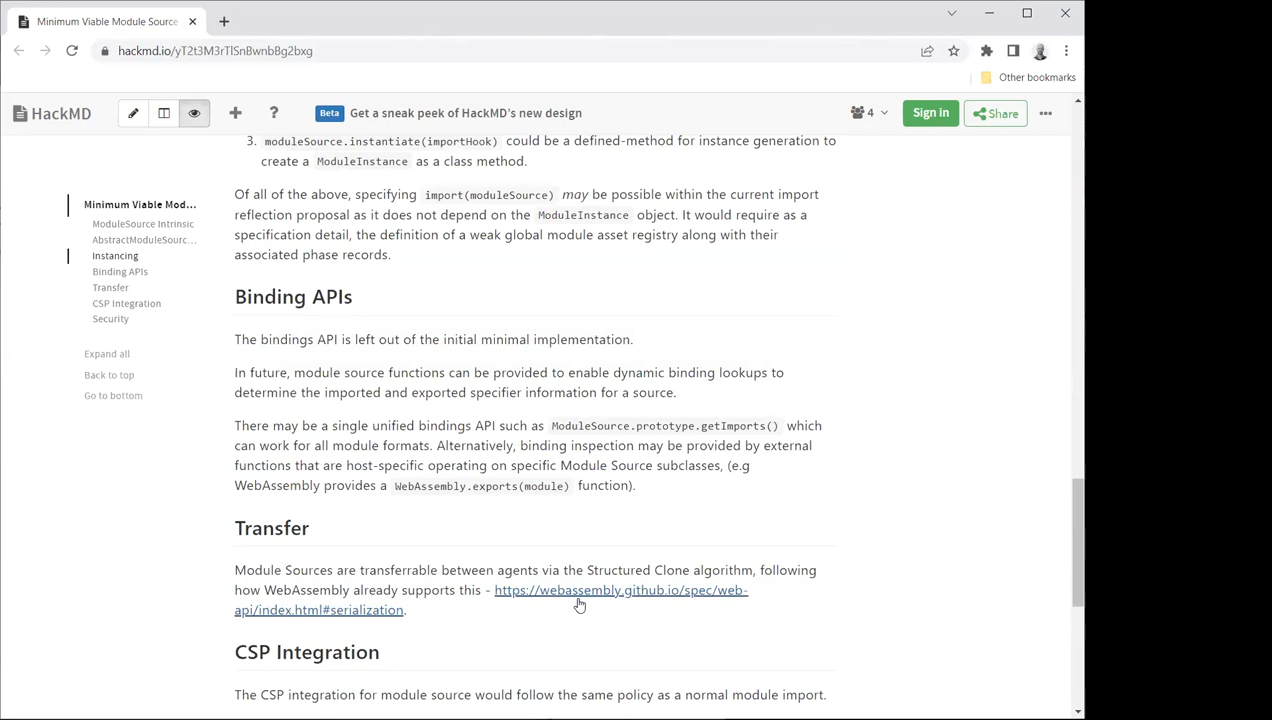 Minimum Viable Module Source
hackmd.io/yT2t3M3rTlSnBwnbBg2bxg
Other bookmarks
HackMD
Beta
Get a sneak peek of HackMD's new design
4
Sign in
Share
Minimum Viable Mod...
ModuleSource Intrinsic
AbstractModuleSourc...
Instancing
Binding APIs
Transfer
CSP Integration
Security
Expand all
Back to top
Go to bottom
3. moduleSource.instantiate(importHook) could be a defined-method for instance generation to
create a ModuleInstance as a class method.
Of all of the above, specifying import(moduleSource) may be possible within the current import
reflection proposal as it does not depend on the ModuleInstance object. It would require as a
specification detail, the definition of a weak global module asset registry along with their
associated phase records.
Binding APIs
The bindings API is left out of the initial minimal implementation.
In future, module source functions can be provided to enable dynamic binding lookups to
determine the imported and exported specifier information for a source.
There may be a single unified bindings API such as ModuleSource.prototype.getImports() which
can work for all module formats. Alternatively, binding inspection may be provided by external
functions that are host-specific operating on specific Module Source subclasses, (e.g
WebAssembly provides a WebAssembly.exports(module) function).
Transfer
Module Sources are transferrable between agents via the Structured Clone algorithm, following
how WebAssembly already supports this - https://webassembly.github.io/spec/web-
api/index.html#serialization.
CSP Integration
The CSP integration for module source would follow the same policy as a normal module import.